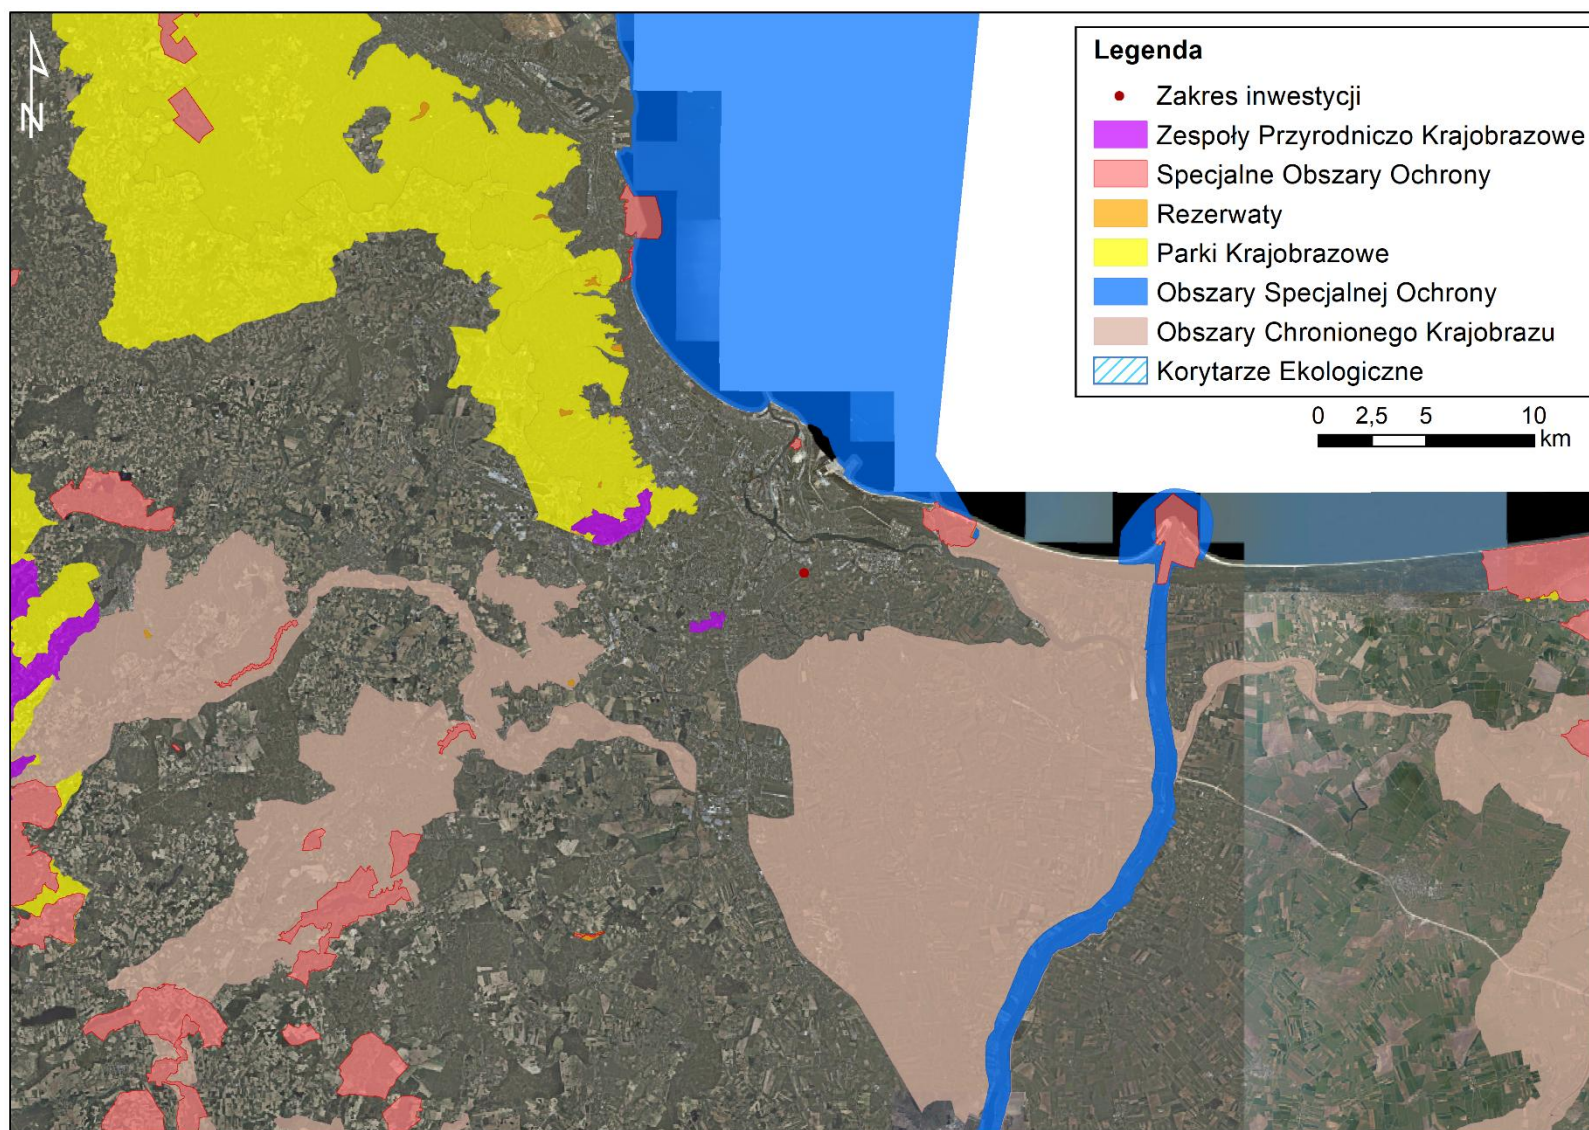 N
Legenda
Zakres inwestycji
Zespoły Przyrodniczo Krajobrazowe
Specjalne Obszary Ochrony
Rezerwaty
Parki Krajobrazowe
Obszary Specjalnej Ochrony
Obszary Chronionego Krajobrazu
Korytarze Ekologiczne
0 2,5 5 10
km